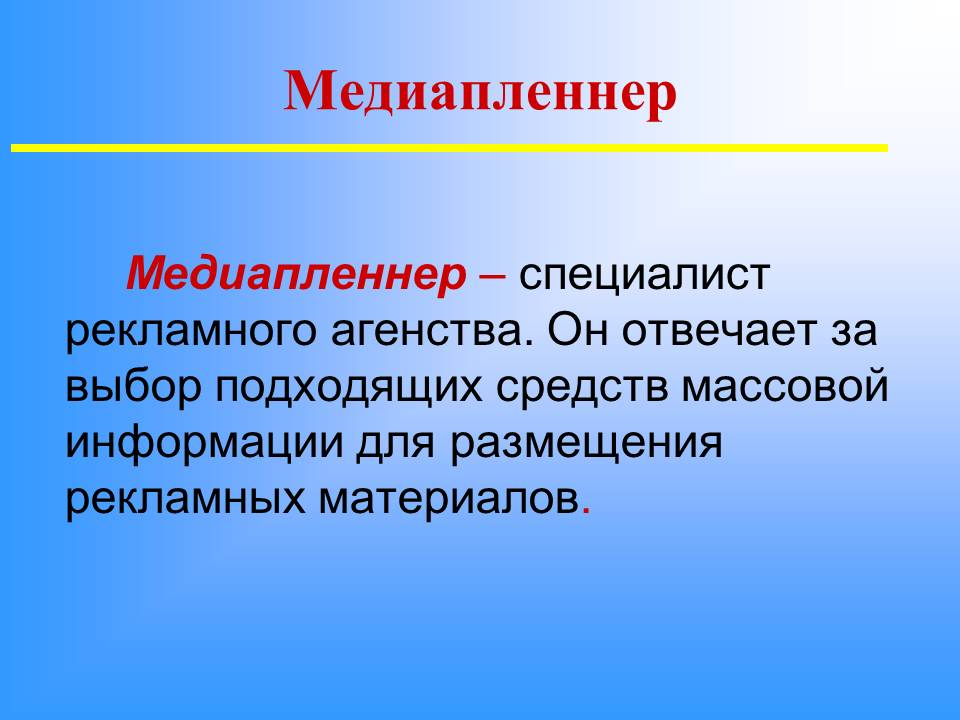 Медиапленнер
Медиапленнер – специалист
рекламного агенства. Он отвечает за
выбор подходящих средств массовой
информации для размещения
рекламных материалов.